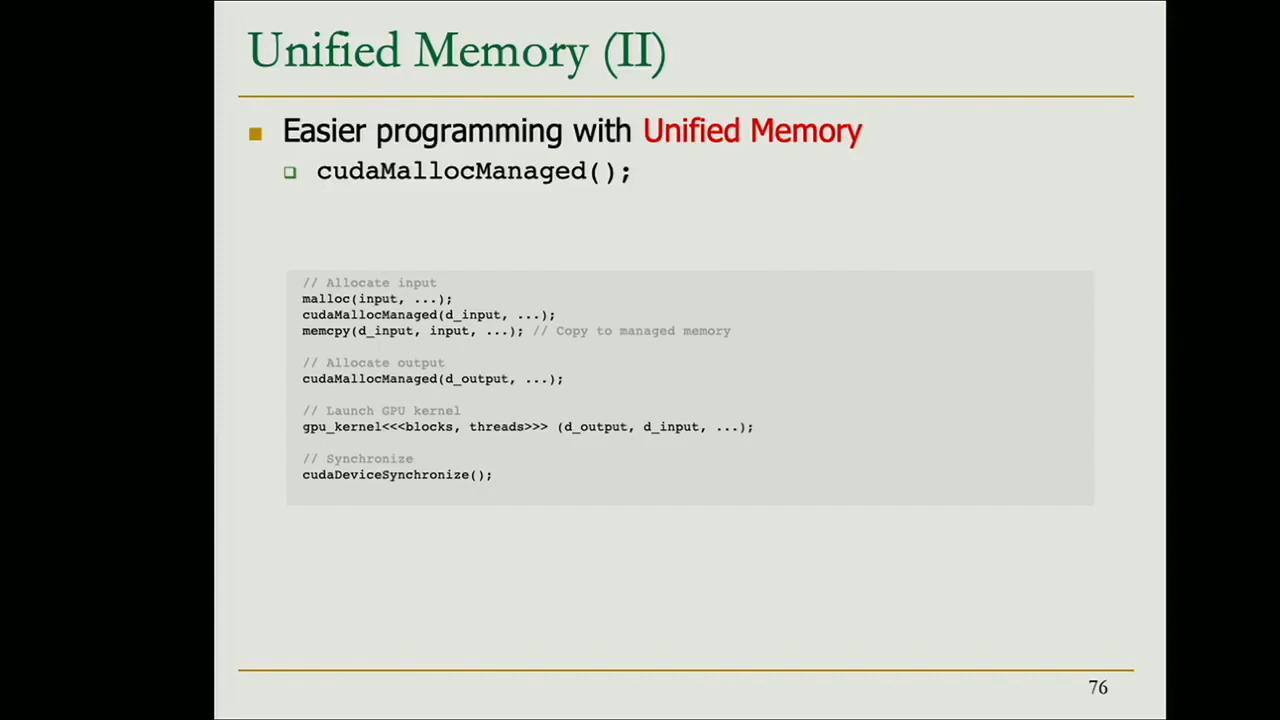 Unified Memory (II)
Easier programming with Unified Memory
cudaMallocManaged();
// Allocate input
malloc(input, ...);
cudaMallocManaged(d_input, ...);
memcpy(d_input, input, ...); // Copy to managed memory
// Allocate output
cudaMallocManaged(d_output, ...);
// Launch GPU kernel
gpu_kernel<<<blocks, threads>>> (d_output, d_input, ...);
// Synchronize
cudaDeviceSynchronize();
76